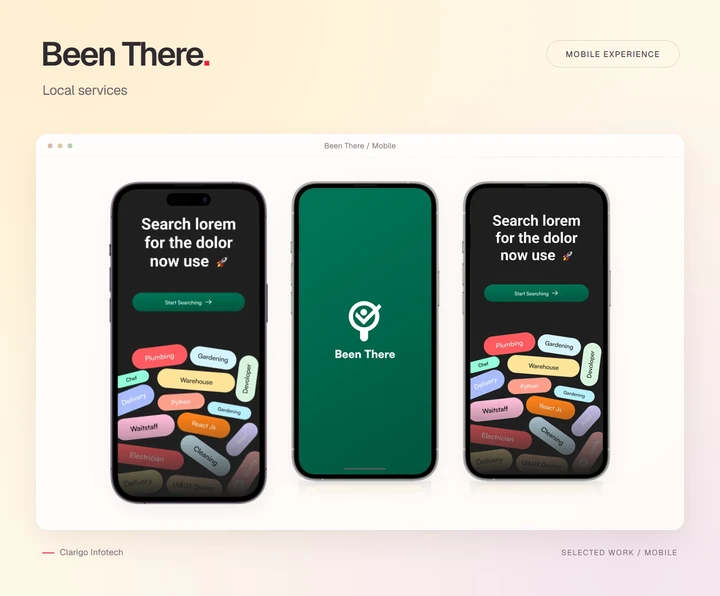 Been There.
MOBILE EXPERIENCE
Local services
Been There / Mobile
Search lorem
for the dolor
now use 🚀
Start Searching →
Plumbing
Gardening
Developer
Chef
Warehouse
Delivery
Python
Gardening
Waitstaff
React Js
Electrician
Cleaning
Delivery
UI&UX Design
Been There
Search lorem
for the dolor
now use 🚀
Start Searching →
Plumbing
Gardening
Developer
Chef
Warehouse
Delivery
Python
Gardening
Waitstaff
React Js
Electrician
Cleaning
Delivery
Clarigo Infotech
SELECTED WORK / MOBILE